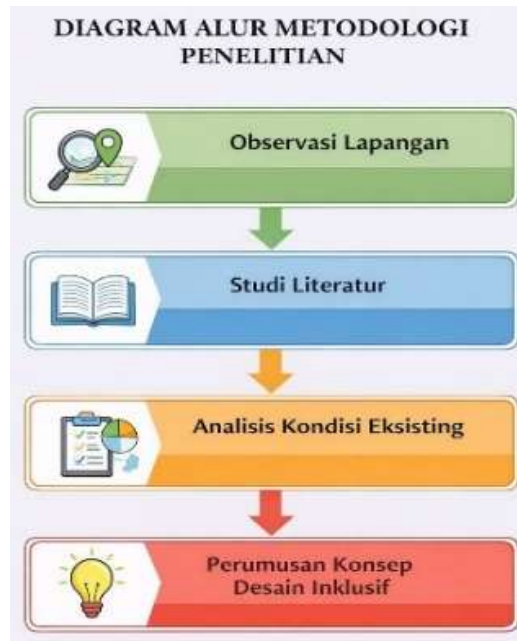 DIAGRAM ALUR METODOLOGI
PENELITIAN
Observasi Lapangan
Studi Literatur
Analisis Kondisi Eksisting
Perumusan Konsep
Desain Inklusif